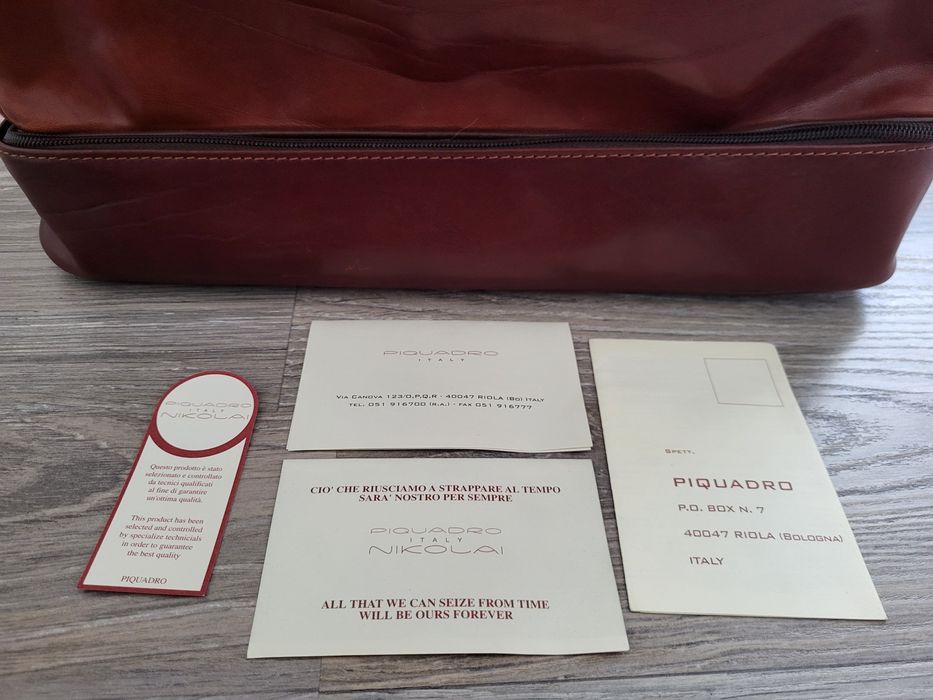 PIQUADRO
ITALY
Via Canova 123/O.P.Q.R - 40047 RIOLA (Bo) ITALY
TEL. 051 916700 (R.A.) - FAX 051 916777
PIQUADRO
ITALY
NIKOLAI
Questo prodotto è stato
selezionato e controllato
da tecnici qualificati
al fine di garantire
un'ottima qualità.
This product has been
selected and controlled
by specialize technicials
in order to guarantee
the best quality
PIQUADRO
CIO' CHE RIUSCIAMO A STRAPPARE AL TEMPO
SARA' NOSTRO PER SEMPRE
PIQUADRO
ITALY
NIKOLAI
ALL THAT WE CAN SEIZE FROM TIME
WILL BE OURS FOREVER
Spett.
PIQUADRO
P.O. BOX N. 7
40047 RIOLA (Bologna)
ITALY